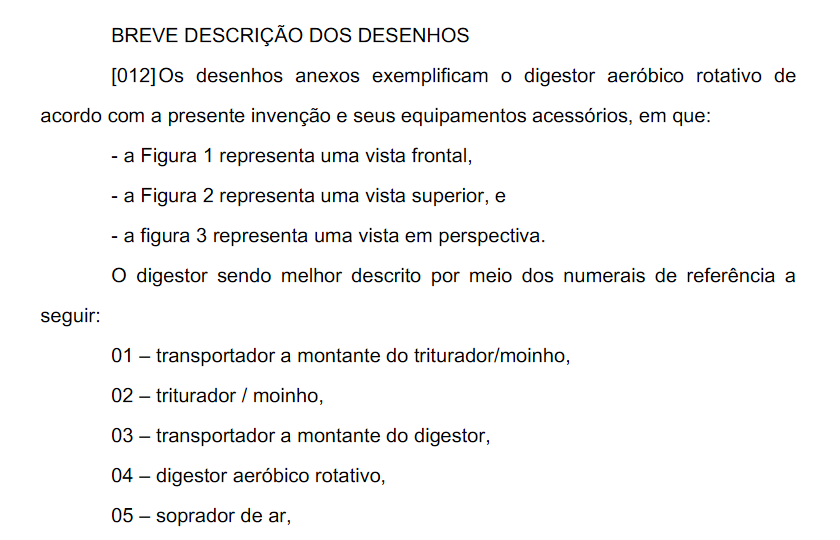 BREVE DESCRIÇÃO DOS DESENHOS
[012]Os desenhos anexos exemplificam o digestor aeróbico rotativo de
acordo com a presente invenção e seus equipamentos acessórios, em que:
- a Figura 1 representa uma vista frontal,
- a Figura 2 representa uma vista superior, e
- a figura 3 representa uma vista em perspectiva.
O digestor sendo melhor descrito por meio dos numerais de referência a
seguir:
01 – transportador a montante do triturador/moinho,
02 – triturador / moinho,
03 – transportador a montante do digestor,
04 – digestor aeróbico rotativo,
05 – soprador de ar,